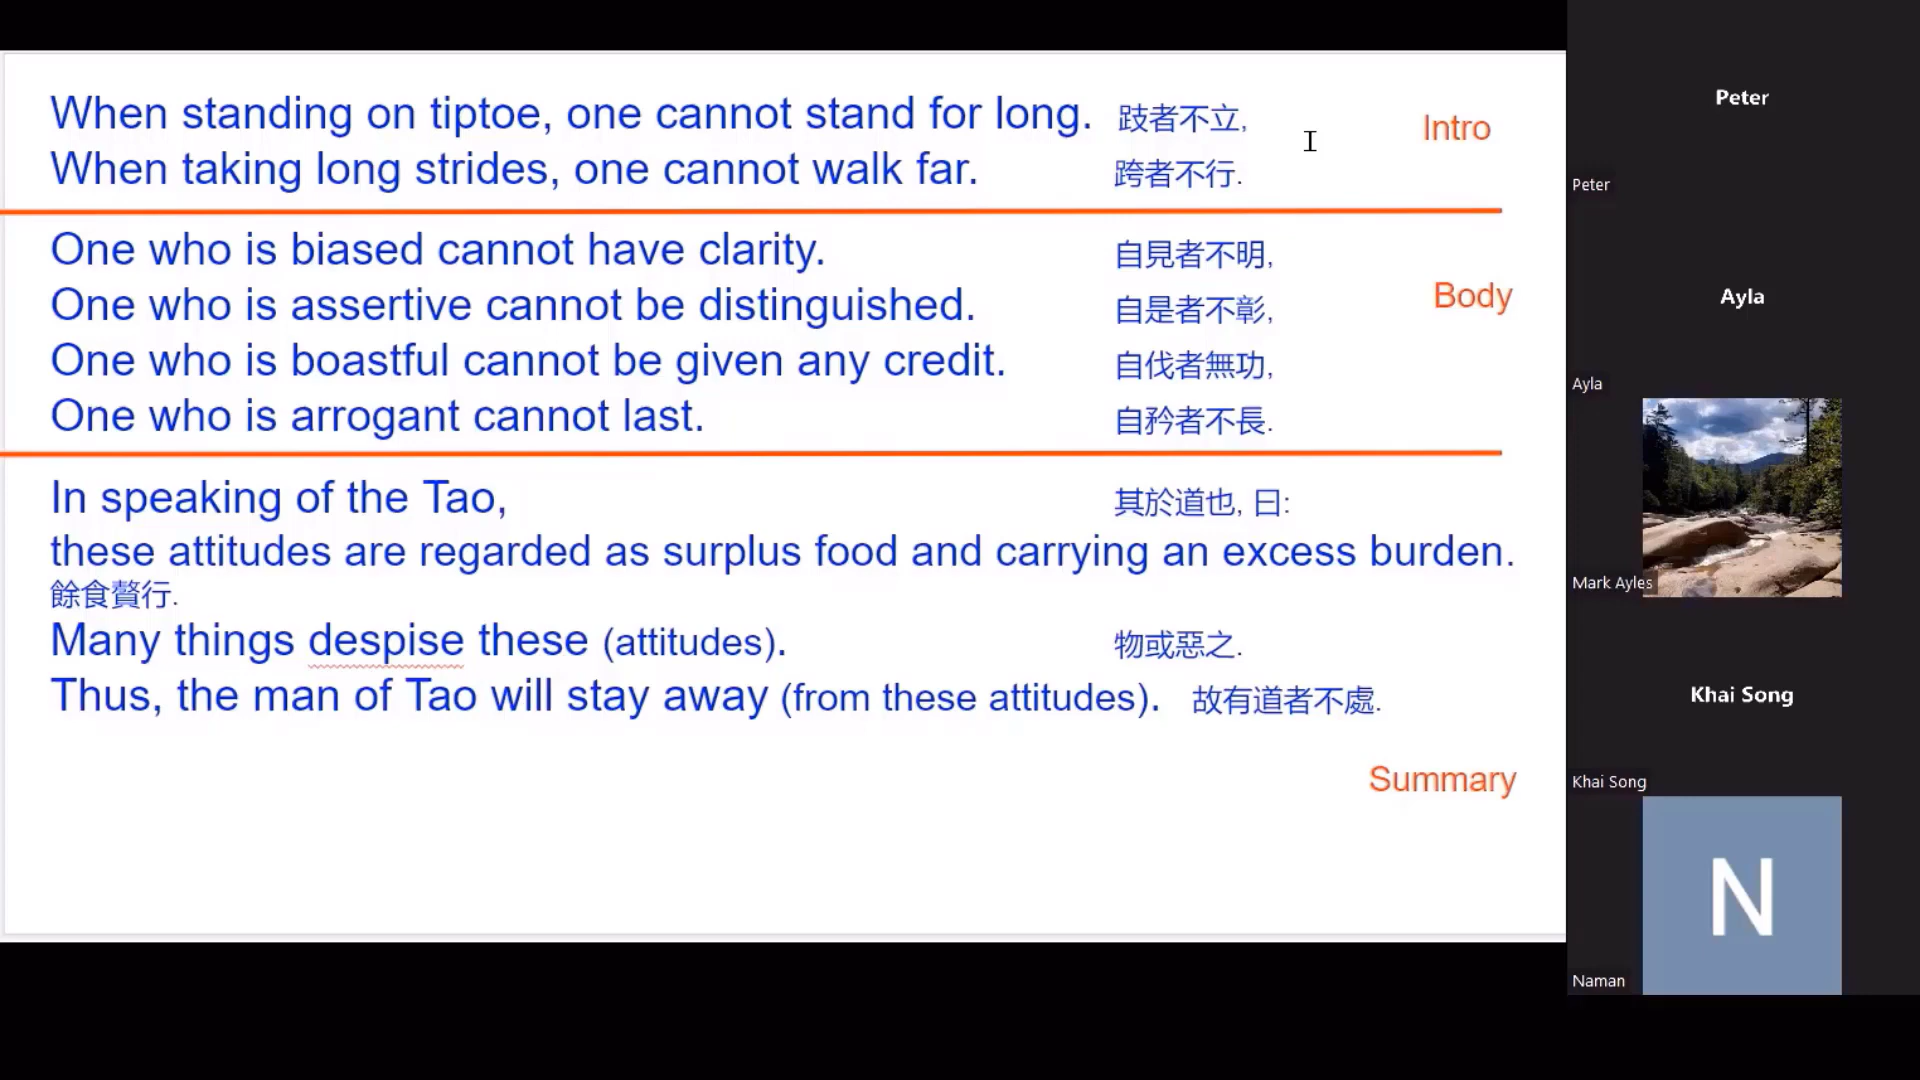 When standing on tiptoe, one cannot stand for long. 跂者不立, Intro
When taking long strides, one cannot walk far. 跨者不行.
One who is biased cannot have clarity. 自見者不明,
One who is assertive cannot be distinguished. 自是者不彰, Body
One who is boastful cannot be given any credit. 自伐者無功,
One who is arrogant cannot last. 自矜者不長.
In speaking of the Tao, 其於道也, 曰:
these attitudes are regarded as surplus food and carrying an excess burden.
餘食贅行.
Many things despise these (attitudes). 物或惡之.
Thus, the man of Tao will stay away (from these attitudes). 故有道者不處.
Summary
Peter
Peter
Ayla
Ayla
Mark Ayles
Khai Song
Khai Song
N
Naman